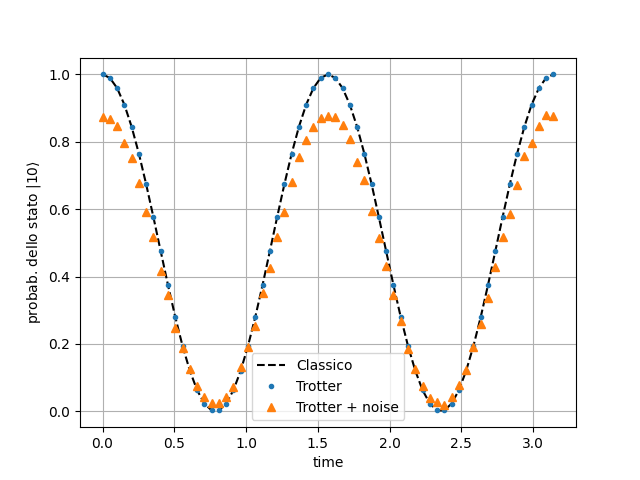 1.0
0.8
0.6
0.4
0.2
0.0
probab. dello stato |10⟩
Classico
Trotter
Trotter + noise
0.0 0.5 1.0 1.5 2.0 2.5 3.0
time